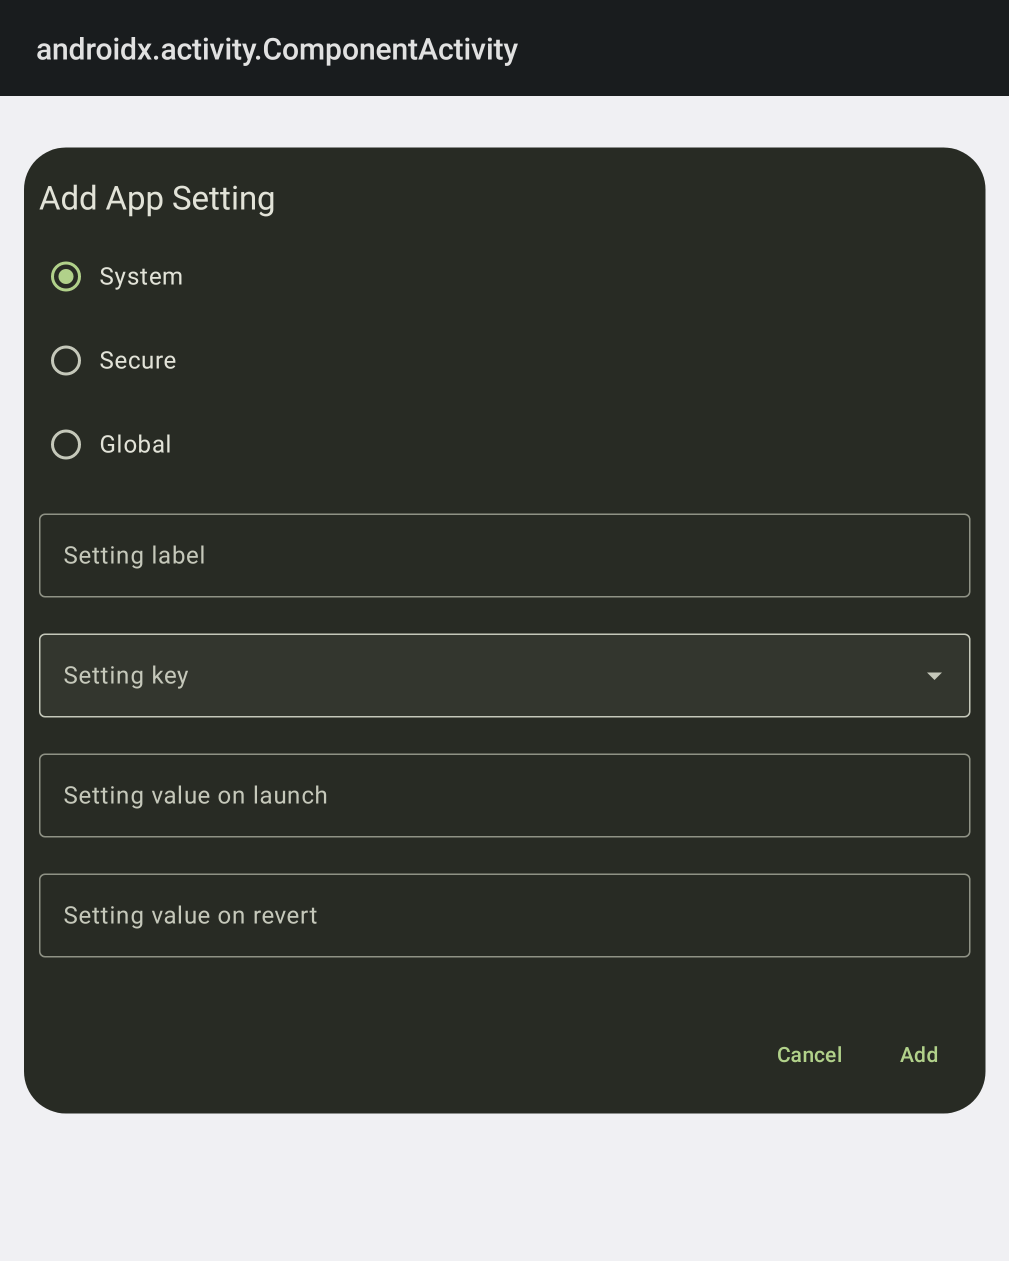 androidx.activity.ComponentActivity
Add App Setting
System
Secure
Global
Setting label
Setting key
Setting value on launch
Setting value on revert
Cancel Add